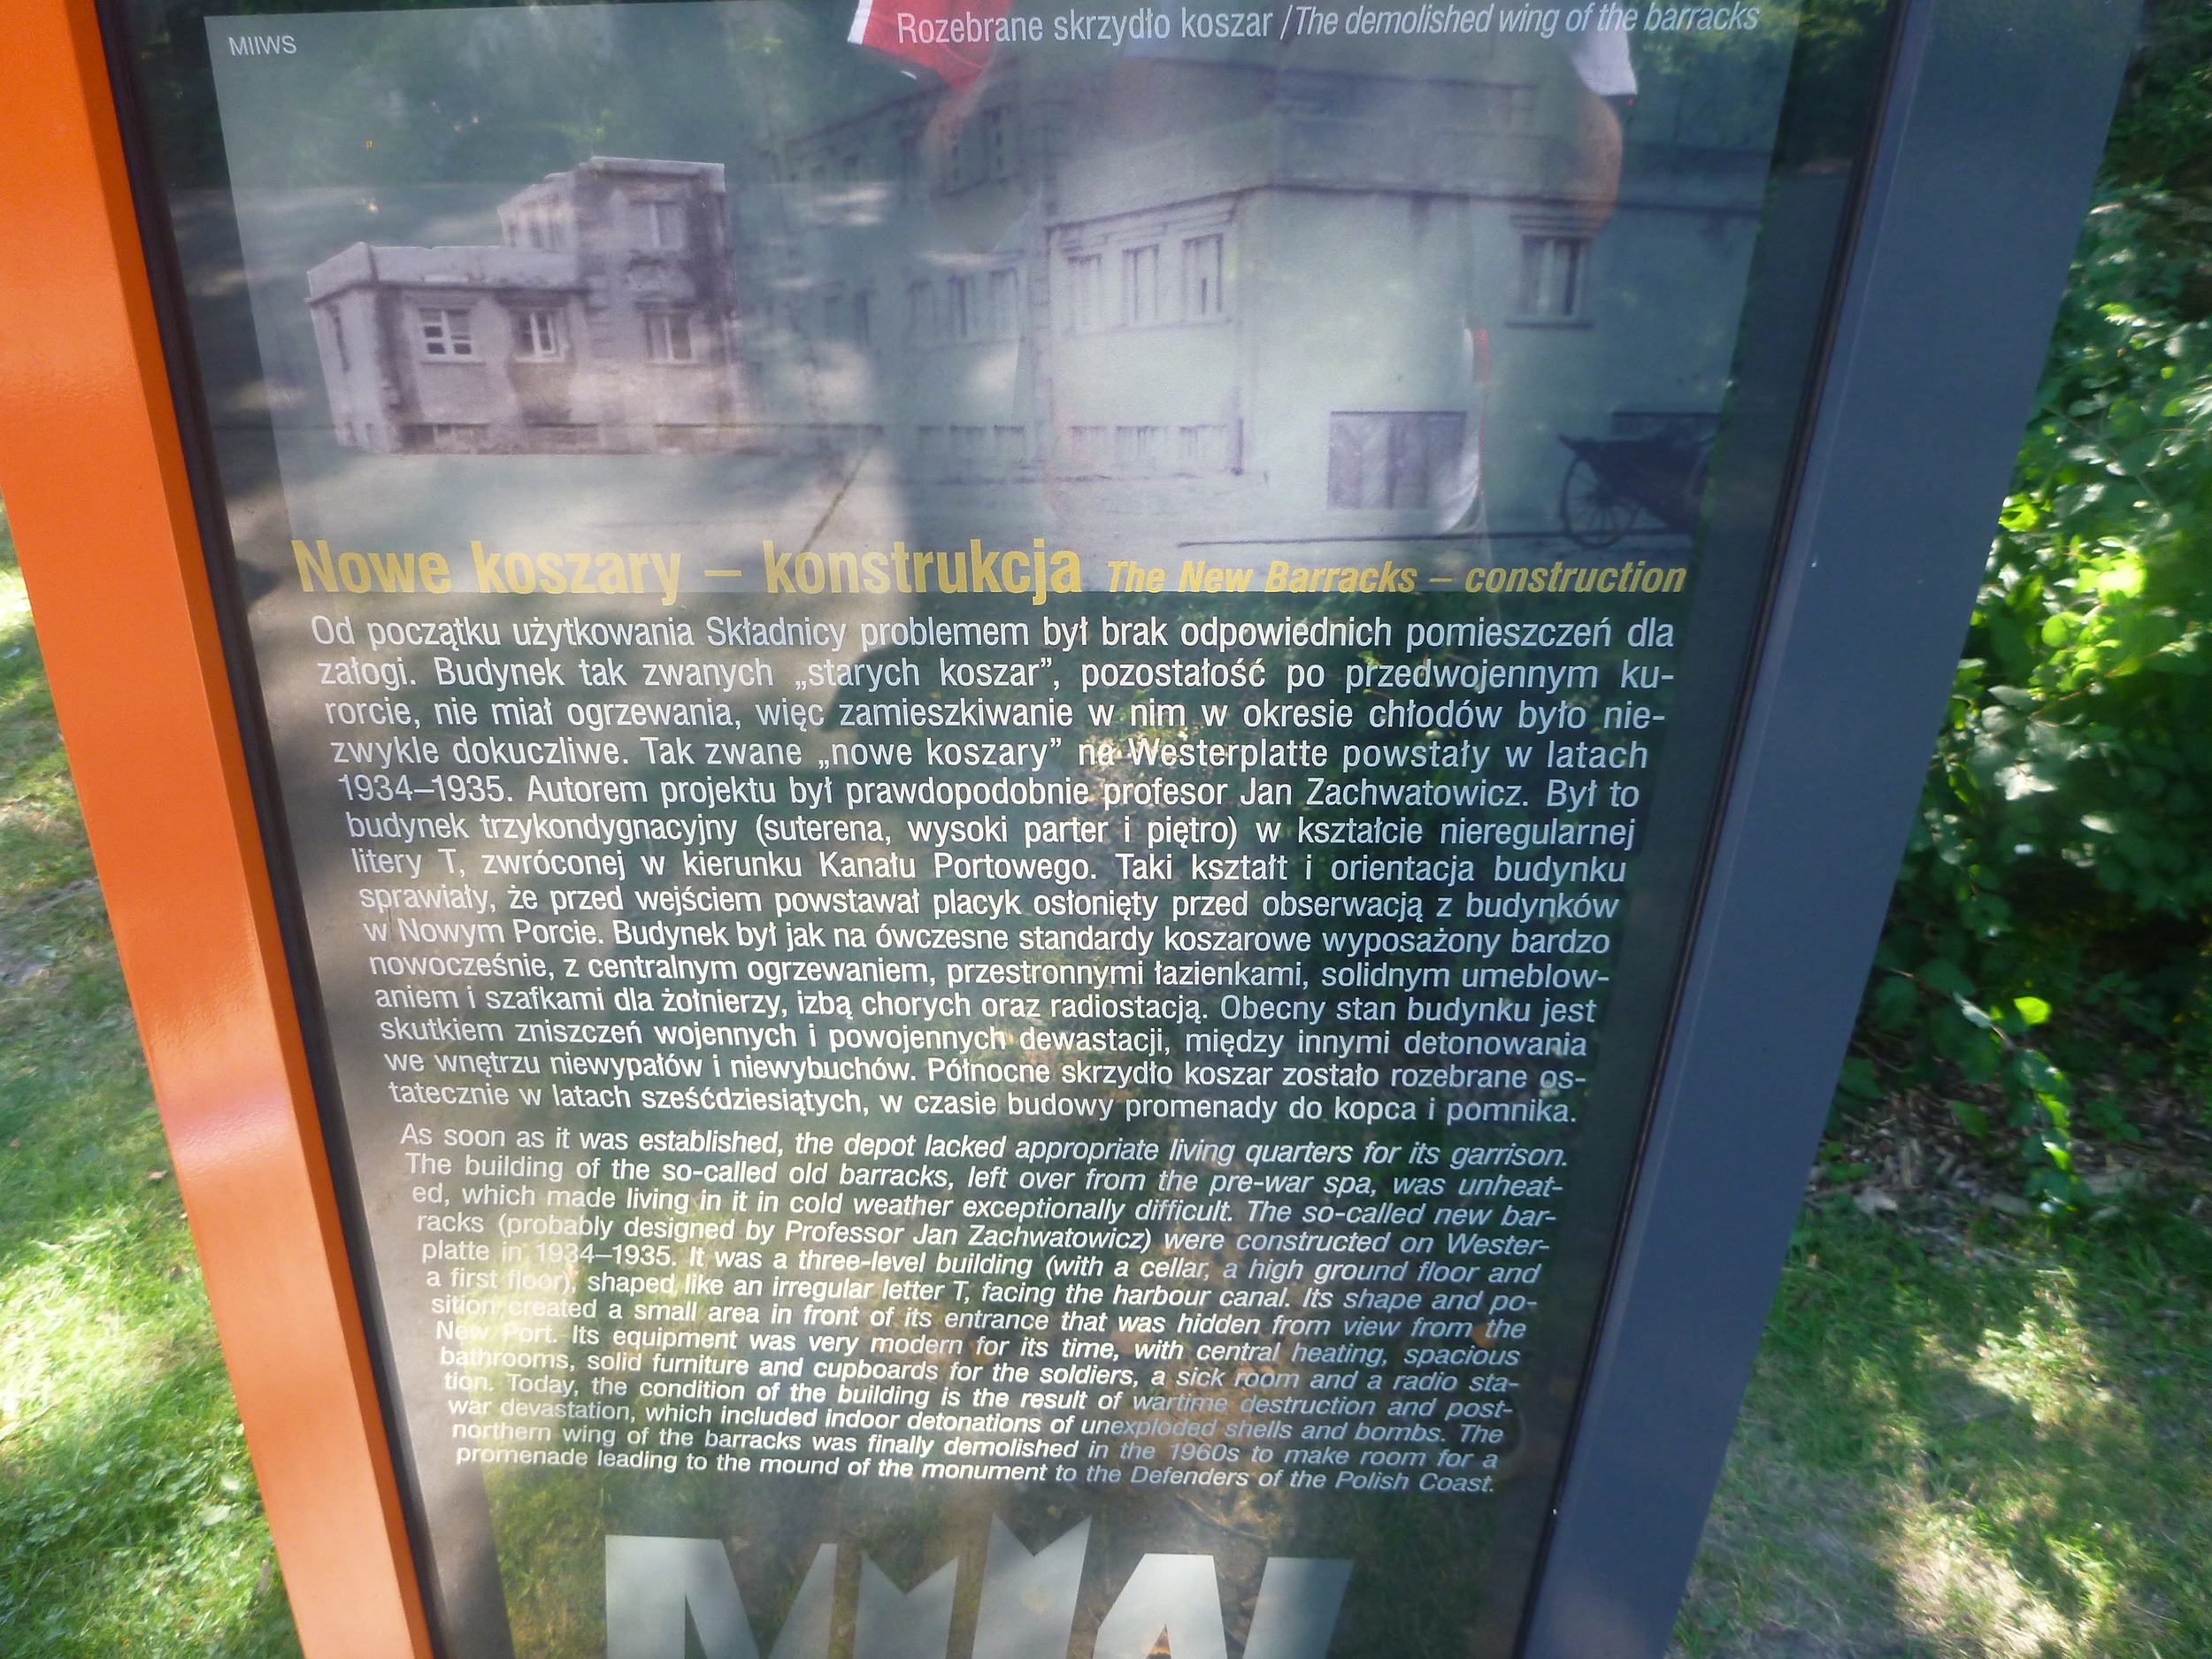 MIIWS
Rozebrane skrzydło koszar / The demolished wing of the barracks
Nowe koszary – konstrukcja The New Barracks – construction
Od początku użytkowania Składnicy problemem był brak odpowiednich pomieszczeń dla
załogi. Budynek tak zwanych „starych koszar”, pozostałość po przedwojennym ku-
rorcie, nie miał ogrzewania, więc zamieszkiwanie w nim w okresie chłodów było nie-
zwykle dokuczliwe. Tak zwane „nowe koszary” na Westerplatte powstały w latach
1934–1935. Autorem projektu był prawdopodobnie profesor Jan Zachwatowicz. Był to
budynek trzykondygnacyjny (suterena, wysoki parter i piętro) w kształcie nieregularnej
litery T, zwróconej w kierunku Kanału Portowego. Taki kształt i orientacja budynku
sprawiały, że przed wejściem powstawał placyk osłonięty przed obserwacją z budynków
w Nowym Porcie. Budynek był jak na ówczesne standardy koszarowe wyposażony bardzo
nowocześnie, z centralnym ogrzewaniem, przestronnymi łazienkami, solidnym umeblow-
aniem i szafkami dla żołnierzy, izbą chorych oraz radiostacją. Obecny stan budynku jest
skutkiem zniszczeń wojennych i powojennych dewastacji, między innymi detonowania
we wnętrzu niewypałów i niewybuchów. Północne skrzydło koszar zostało rozebrane os-
tatecznie w latach sześćdziesiątych, w czasie budowy promenady do kopca i pomnika.
As soon as it was established, the depot lacked appropriate living quarters for its garrison.
The building of the so-called old barracks, left over from the pre-war spa, was unheat-
ed, which made living in it in cold weather exceptionally difficult. The so-called new bar-
racks (probably designed by Professor Jan Zachwatowicz) were constructed on Wester-
platte in 1934–1935. It was a three-level building (with a cellar, a high ground floor and
a first floor), shaped like an irregular letter T, facing the harbour canal. Its shape and po-
sition created a small area in front of its entrance that was hidden from view from the
New Port. Its equipment was very modern for its time, with central heating, spacious
bathrooms, solid furniture and cupboards for the soldiers, a sick room and a radio sta-
tion. Today, the condition of the building is the result of wartime destruction and post-
war devastation, which included indoor detonations of unexploded shells and bombs. The
northern wing of the barracks was finally demolished in the 1960s to make room for a
promenade leading to the mound of the monument to the Defenders of the Polish Coast.